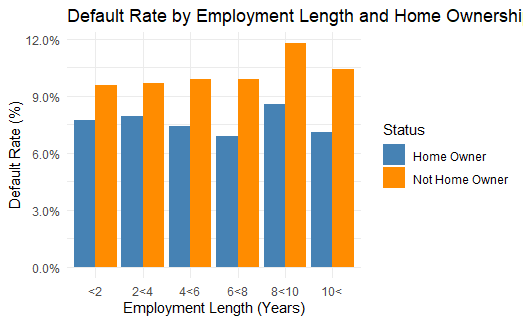 Default Rate by Employment Length and Home Ownershi
12.0%
9.0%
6.0%
3.0%
0.0%
Default Rate (%)
<2
2<4
4<6
6<8
8<10
10<
Employment Length (Years)
Status
Home Owner
Not Home Owner